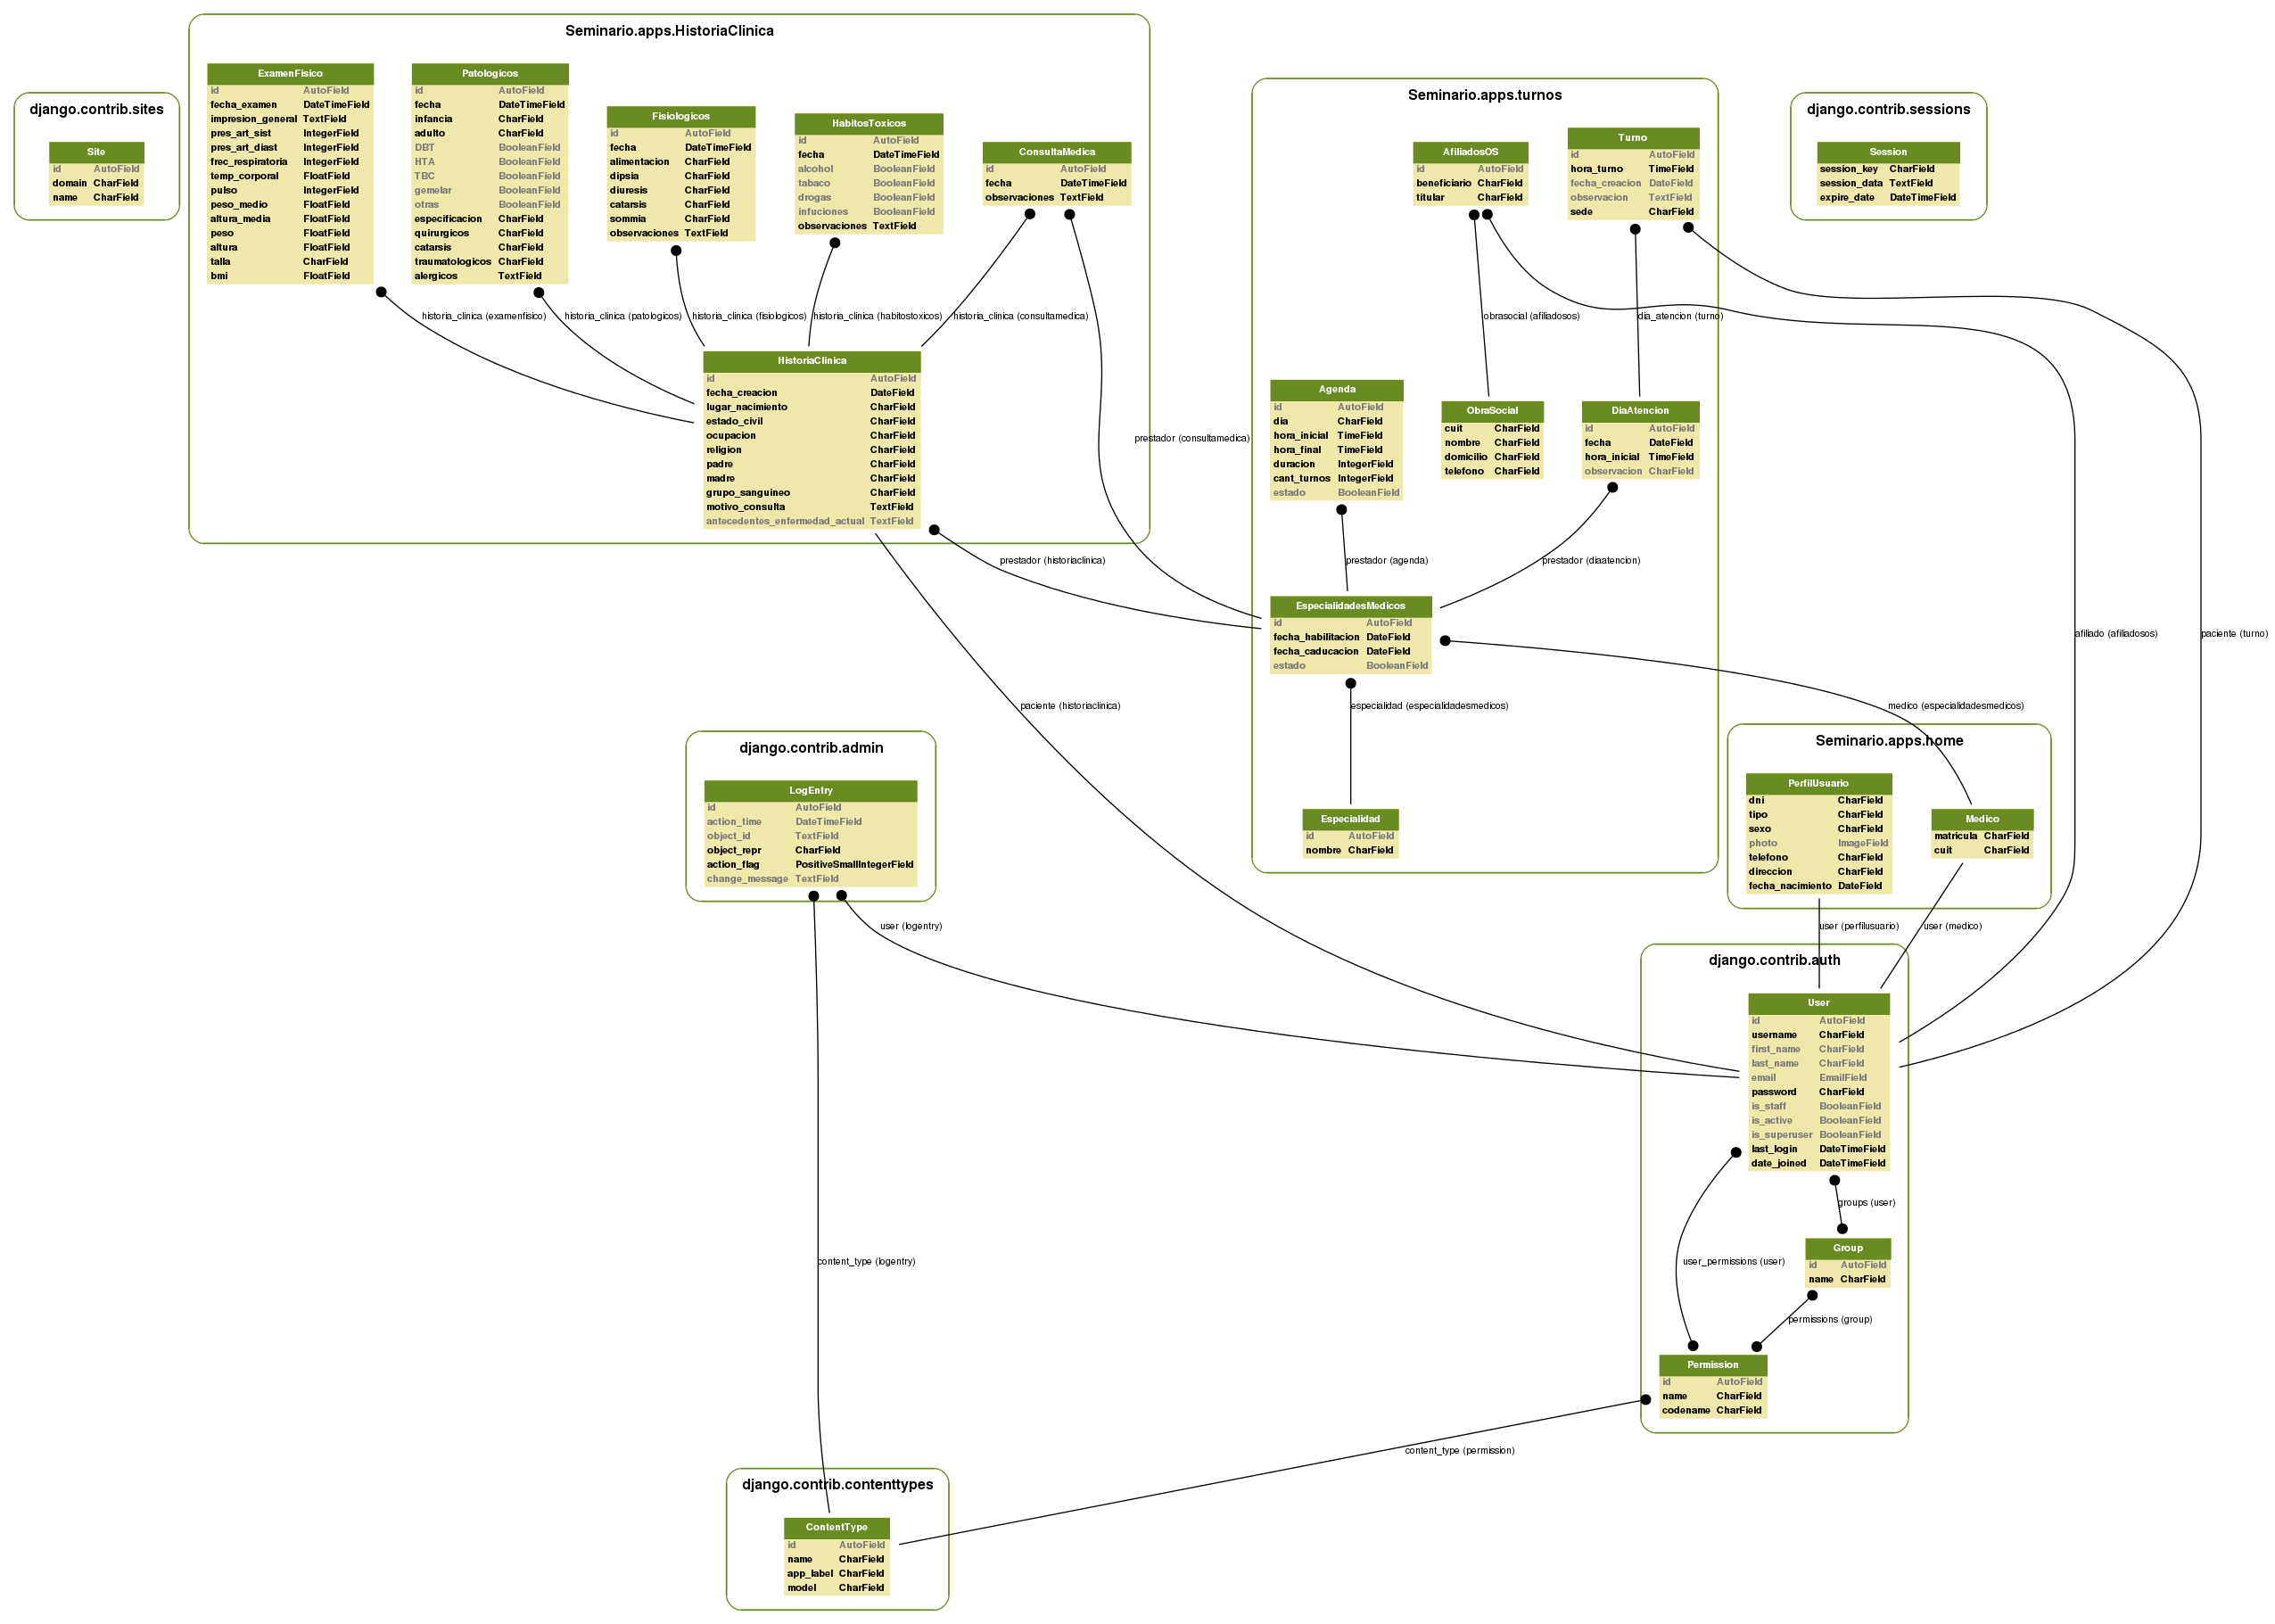 django.contrib.sites
Site
id AutoField
domain CharField
name CharField
Seminario.apps.HistoriaClinica
ExamenFisico
id AutoField
fecha_examen DateTimeField
impresion_general TextField
pres_art_sist IntegerField
pres_art_diast IntegerField
frec_respiratoria IntegerField
temp_corporal FloatField
pulso IntegerField
peso_medio FloatField
altura_media FloatField
peso FloatField
altura FloatField
talla CharField
bmi FloatField
Patologicos
id AutoField
fecha DateTimeField
infancia CharField
adulto CharField
DBT BooleanField
HTA BooleanField
TBC BooleanField
gemelar BooleanField
otras BooleanField
especificacion CharField
quirurgicos CharField
catarsis CharField
traumatologicos CharField
alergicos TextField
Fisiologicos
id AutoField
fecha DateTimeField
alimentacion CharField
dipsia CharField
diuresis CharField
catarsis CharField
sommia CharField
observaciones TextField
HabitosToxicos
id AutoField
fecha DateTimeField
alcohol BooleanField
tabaco BooleanField
drogas BooleanField
infuciones BooleanField
observaciones TextField
ConsultaMedica
id AutoField
fecha DateTimeField
observaciones TextField
historia_clinica (examenfisico)
historia_clinica (patologicos)
historia_clinica (fisiologicos)
historia_clinica (habitostoxicos)
historia_clinica (consultamedica)
HistoriaClinica
id AutoField
fecha_creacion DateField
lugar_nacimiento CharField
estado_civil CharField
ocupacion CharField
religion CharField
padre CharField
madre CharField
grupo_sanguineo CharField
motivo_consulta TextField
antecedentes_enfermedad_actual TextField
prestador (consultamedica)
prestador (historiaclinica)
paciente (historiaclinica)
Seminario.apps.turnos
AfiliadosOS
id AutoField
beneficiario CharField
titular CharField
Turno
id AutoField
hora_turno TimeField
fecha_creacion DateField
observacion TextField
sede CharField
obrasocial (afiliadosos)
dia_atencion (turno)
Agenda
id AutoField
dia CharField
hora_inicial TimeField
hora_final TimeField
duracion IntegerField
cant_turnos IntegerField
estado BooleanField
ObraSocial
cuit CharField
nombre CharField
domicilio CharField
telefono CharField
DiaAtencion
id AutoField
fecha DateField
hora_inicial TimeField
observacion CharField
prestador (agenda)
prestador (diaatencion)
EspecialidadesMedicos
id AutoField
fecha_habilitacion DateField
fecha_caducacion DateField
estado BooleanField
especialidad (especialidadesmedicos)
medico (especialidadesmedicos)
Especialidad
id AutoField
nombre CharField
django.contrib.sessions
Session
session_key CharField
session_data TextField
expire_date DateTimeField
afiliado (afiliadosos)
paciente (turno)
Seminario.apps.home
PerfilUsuario
dni CharField
tipo CharField
sexo CharField
photo ImageField
telefono CharField
direccion CharField
fecha_nacimiento DateField
Medico
matricula CharField
cuit CharField
user (perfilusuario)
user (medico)
django.contrib.admin
LogEntry
id AutoField
action_time DateTimeField
object_id TextField
object_repr CharField
action_flag PositiveSmallIntegerField
change_message TextField
user (logentry)
content_type (logentry)
django.contrib.auth
User
id AutoField
username CharField
first_name CharField
last_name CharField
email EmailField
password CharField
is_staff BooleanField
is_active BooleanField
is_superuser BooleanField
last_login DateTimeField
date_joined DateTimeField
groups (user)
user_permissions (user)
Group
id AutoField
name CharField
permissions (group)
Permission
id AutoField
name CharField
codename CharField
content_type (permission)
django.contrib.contenttypes
ContentType
id AutoField
name CharField
app_label CharField
model CharField